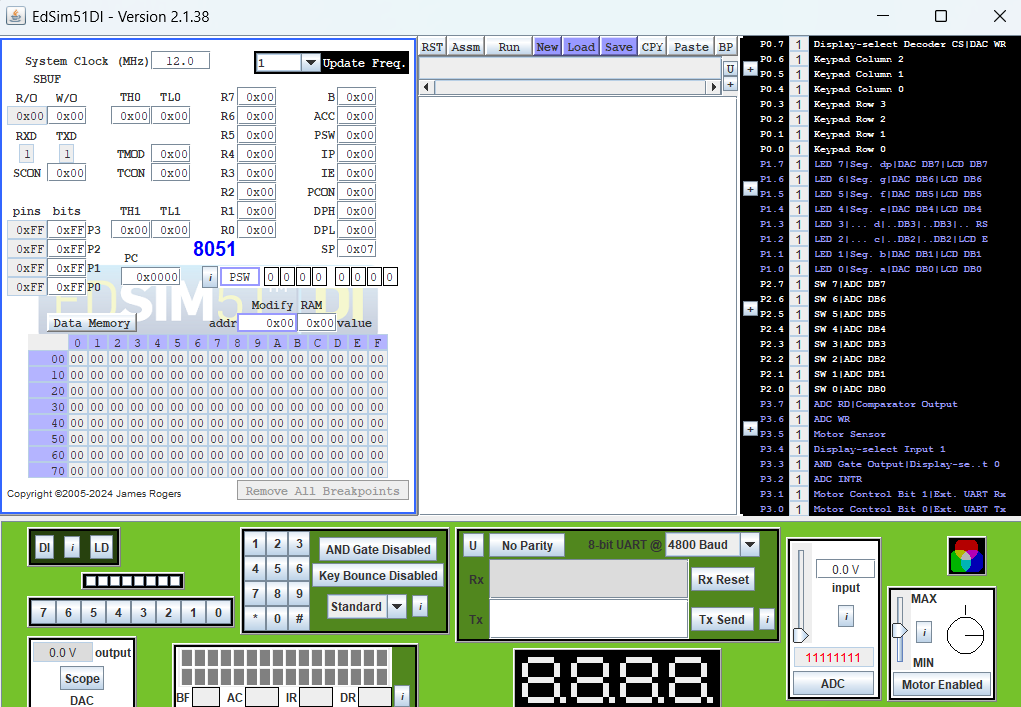 EdSim51DI - Version 2.1.38
System Clock (MHz) 12.0 1 Update Freq.
SBUF
R/O W/O TH0 TL0 R7 0x00 B 0x00
0x00 0x00 0x00 0x00 R6 0x00 ACC 0x00
RXD TXD R5 0x00 PSW 0x00
1 1 TMOD 0x00 R4 0x00 IP 0x00
SCON 0x00 TCON 0x00 R3 0x00 IE 0x00
R2 0x00 PCON 0x00
pins bits TH1 TL1 R1 0x00 DPH 0x00
0xFF 0xFF P3 0x00 0x00 R0 0x00 DPL 0x00
0xFF 0xFF P2 8051 SP 0x07
0xFF 0xFF P1 PC
0xFF 0xFF P0 0x0000 i PSW 0 0 0 0 0 0 0 0
EDSIM51 DI
Modify RAM
Data Memory addr 0x00 0x00 value
0 1 2 3 4 5 6 7 8 9 A B C D E F
00 00 00 00 00 00 00 00 00 00 00 00 00 00 00 00 00
10 00 00 00 00 00 00 00 00 00 00 00 00 00 00 00 00
20 00 00 00 00 00 00 00 00 00 00 00 00 00 00 00 00
30 00 00 00 00 00 00 00 00 00 00 00 00 00 00 00 00
40 00 00 00 00 00 00 00 00 00 00 00 00 00 00 00 00
50 00 00 00 00 00 00 00 00 00 00 00 00 00 00 00 00
60 00 00 00 00 00 00 00 00 00 00 00 00 00 00 00 00
70 00 00 00 00 00 00 00 00 00 00 00 00 00 00 00 00
Copyright ©2005-2024 James Rogers Remove All Breakpoints
RST Assm Run New Load Save CPY Paste BP
U
+
P0.7 1 Display-select Decoder CS|DAC WR
+ P0.6 1 Keypad Column 2
P0.5 1 Keypad Column 1
P0.4 1 Keypad Column 0
P0.3 1 Keypad Row 3
P0.2 1 Keypad Row 2
P0.1 1 Keypad Row 1
P0.0 1 Keypad Row 0
P1.7 1 LED 7|Seg. dp|DAC DB7|LCD DB7
+ P1.6 1 LED 6|Seg. g|DAC DB6|LCD DB6
P1.5 1 LED 5|Seg. f|DAC DB5|LCD DB5
P1.4 1 LED 4|Seg. e|DAC DB4|LCD DB4
P1.3 1 LED 3|... d|..DB3|..DB3|.. RS
P1.2 1 LED 2|... c|..DB2|..DB2|LCD E
P1.1 1 LED 1|Seg. b|DAC DB1|LCD DB1
P1.0 1 LED 0|Seg. a|DAC DB0|LCD DB0
P2.7 1 SW 7|ADC DB7
+ P2.6 1 SW 6|ADC DB6
P2.5 1 SW 5|ADC DB5
P2.4 1 SW 4|ADC DB4
P2.3 1 SW 3|ADC DB3
P2.2 1 SW 2|ADC DB2
P2.1 1 SW 1|ADC DB1
P2.0 1 SW 0|ADC DB0
P3.7 1 ADC RD|Comparator Output
+ P3.6 1 ADC WR
P3.5 1 Motor Sensor
P3.4 1 Display-select Input 1
P3.3 1 AND Gate Output|Display-se..t 0
P3.2 1 ADC INTR
P3.1 1 Motor Control Bit 1|Ext. UART Rx
P3.0 1 Motor Control Bit 0|Ext. UART Tx
DI i LD
7 6 5 4 3 2 1 0
0.0 V output
Scope
DAC
1 2 3 AND Gate Disabled
4 5 6 Key Bounce Disabled
7 8 9 Standard i
* 0 #
BF AC IR DR i
U No Parity 8-bit UART @ 4800 Baud
Rx Rx Reset
Tx Tx Send i
8.8.8.8.
0.0 V
input
i
11111111
ADC
MAX
i
MIN
Motor Enabled